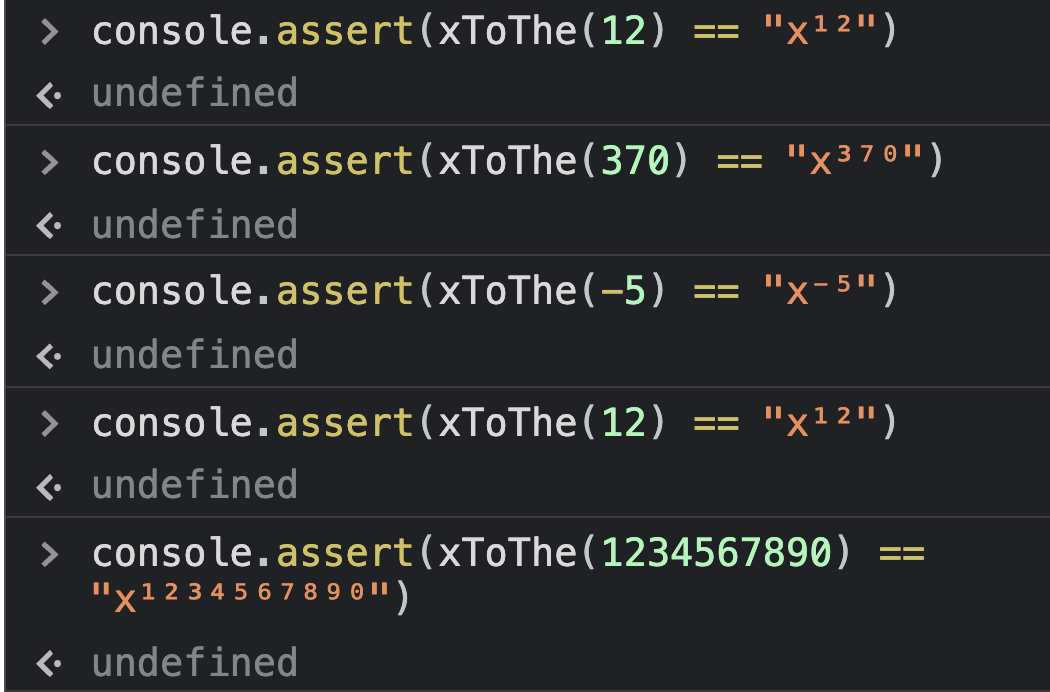 > console.assert(xToThe(12) == "x¹²")
<· undefined
> console.assert(xToThe(370) == "x³⁷⁰")
<· undefined
> console.assert(xToThe(-5) == "x⁻⁵")
<· undefined
> console.assert(xToThe(12) == "x¹²")
<· undefined
> console.assert(xToThe(1234567890) ==
"x¹²³⁴⁵⁶⁷⁸⁹⁰")
<· undefined